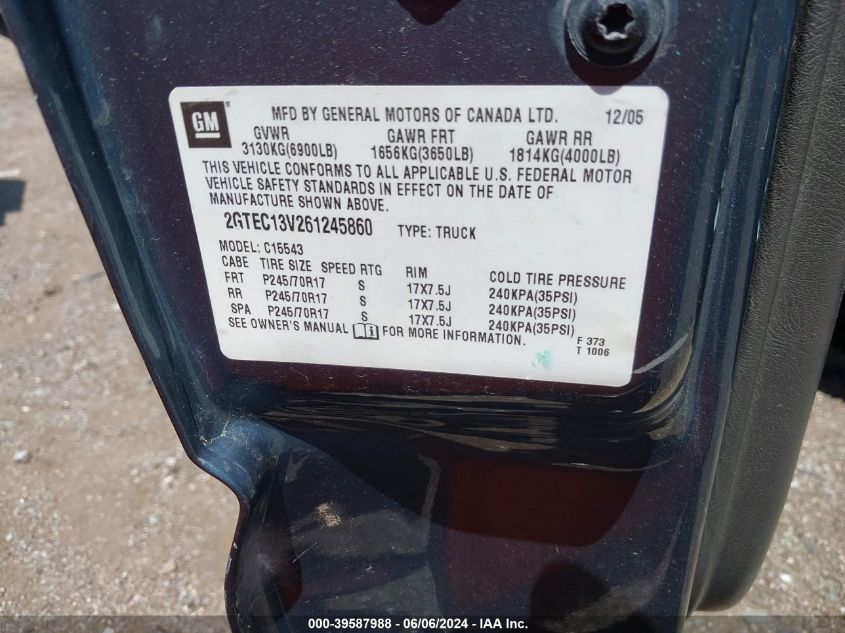 GM ® MFD BY GENERAL MOTORS OF CANADA LTD. 12/05
GVWR GAWR FRT GAWR RR
3130KG(6900LB) 1656KG(3650LB) 1814KG(4000LB)
THIS VEHICLE CONFORMS TO ALL APPLICABLE U.S. FEDERAL MOTOR
VEHICLE SAFETY STANDARDS IN EFFECT ON THE DATE OF
MANUFACTURE SHOWN ABOVE.
2GTEC13V261245860 TYPE: TRUCK
MODEL: C15543
CABE TIRE SIZE SPEED RTG RIM COLD TIRE PRESSURE
FRT P245/70R17 S 17X7.5J 240KPA(35PSI)
RR P245/70R17 S 17X7.5J 240KPA(35PSI)
SPA P245/70R17 S 17X7.5J 240KPA(35PSI)
SEE OWNER'S MANUAL FOR MORE INFORMATION.
F 373
T 1006
000-39587988 - 06/06/2024 - IAA Inc.